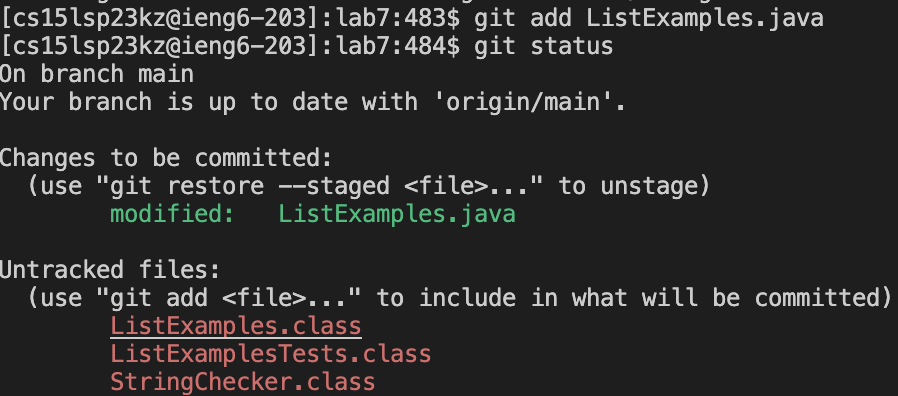 [cs15lsp23kz@ieng6-203]:lab7:483$ git add ListExamples.java
[cs15lsp23kz@ieng6-203]:lab7:484$ git status
On branch main
Your branch is up to date with 'origin/main'.
Changes to be committed:
(use "git restore --staged <file>..." to unstage)
modified: ListExamples.java
Untracked files:
(use "git add <file>..." to include in what will be committed)
ListExamples.class
ListExamplesTests.class
StringChecker.class